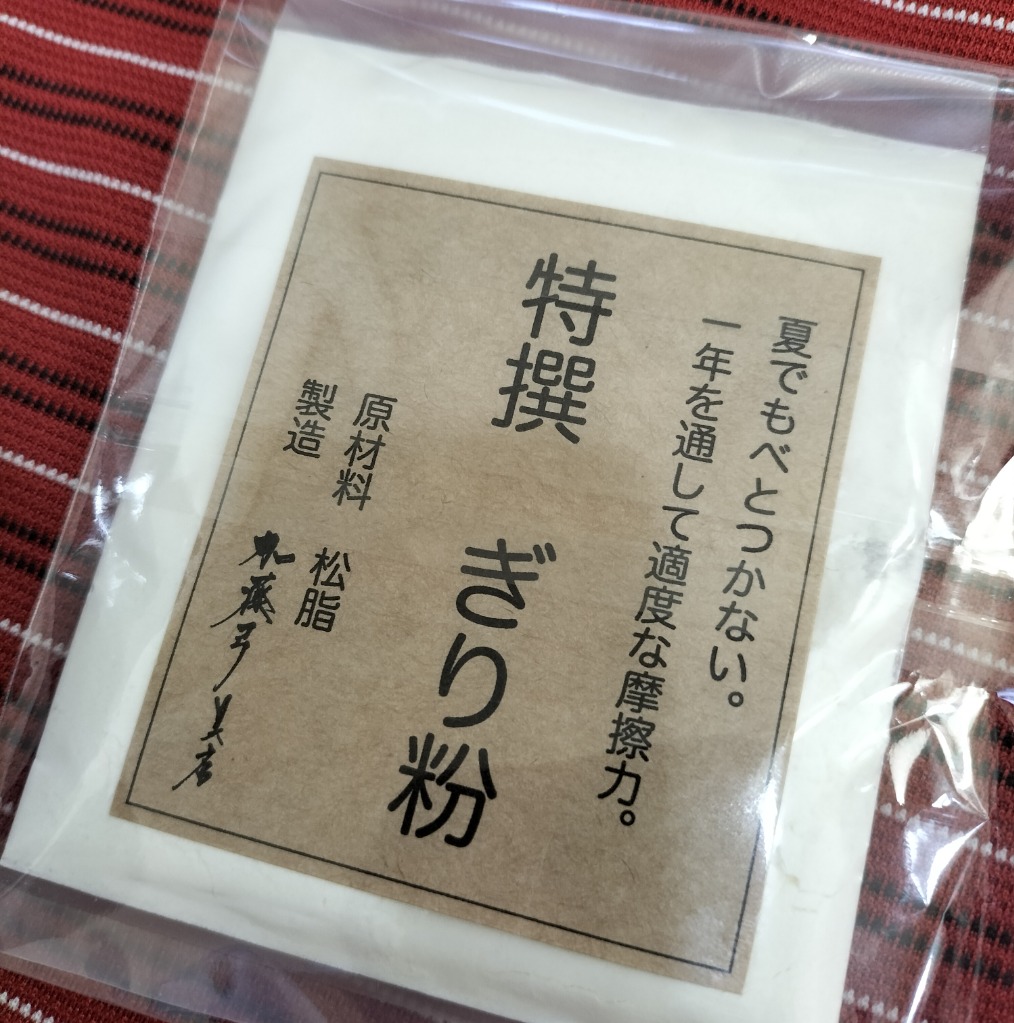 夏でもべとつかない。
一年を通して適度な摩擦力。
特撰 ぎり粉
原材料 松脂
製造